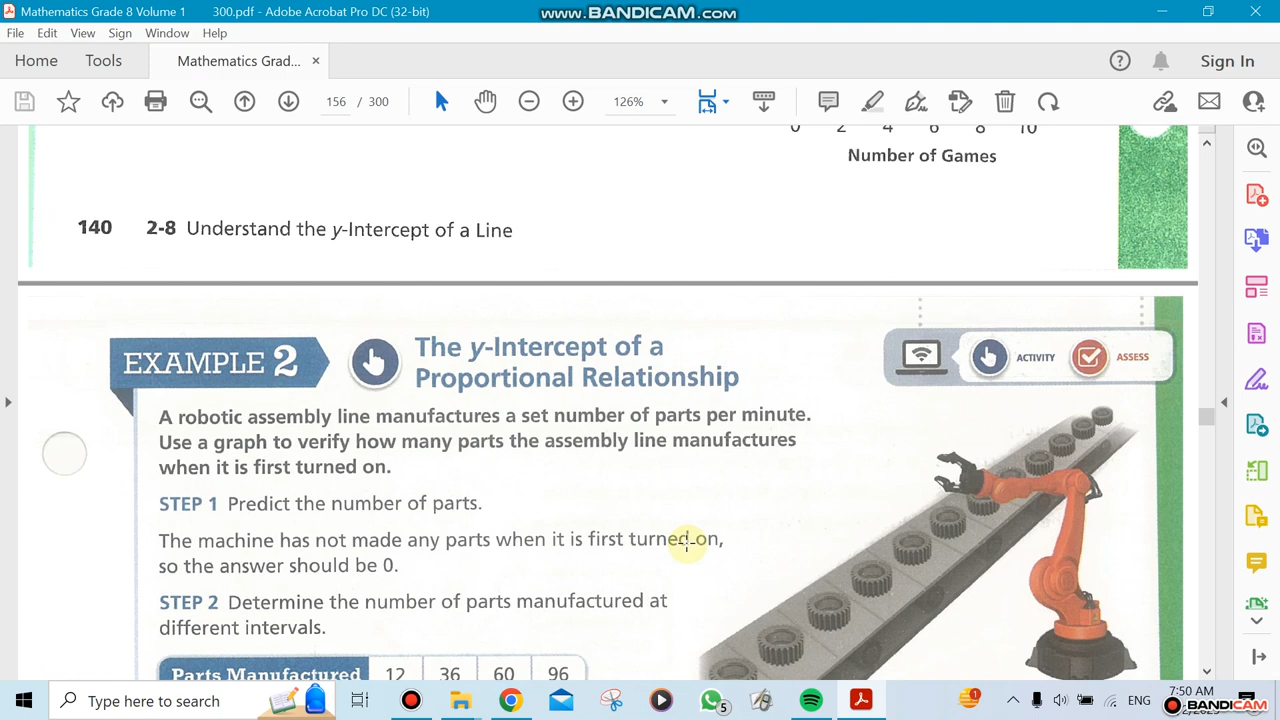 Mathematics Grade 8 Volume 1 300.pdf - Adobe Acrobat Pro DC (32-bit)
www.BANDICAM.com
File Edit View Sign Window Help
Home Tools Mathematics Grad... × Sign In
156 / 300 126%
0 2 4 6 8 10
Number of Games
140 2-8 Understand the y-Intercept of a Line
EXAMPLE 2
The y-Intercept of a
Proportional Relationship
ACTIVITY ASSESS
A robotic assembly line manufactures a set number of parts per minute.
Use a graph to verify how many parts the assembly line manufactures
when it is first turned on.
STEP 1 Predict the number of parts.
The machine has not made any parts when it is first turned on,
so the answer should be 0.
STEP 2 Determine the number of parts manufactured at
different intervals.
Parts Manufactured 12 36 60 96
Type here to search
5
1
ENG
7:50 AM
BANDICAM